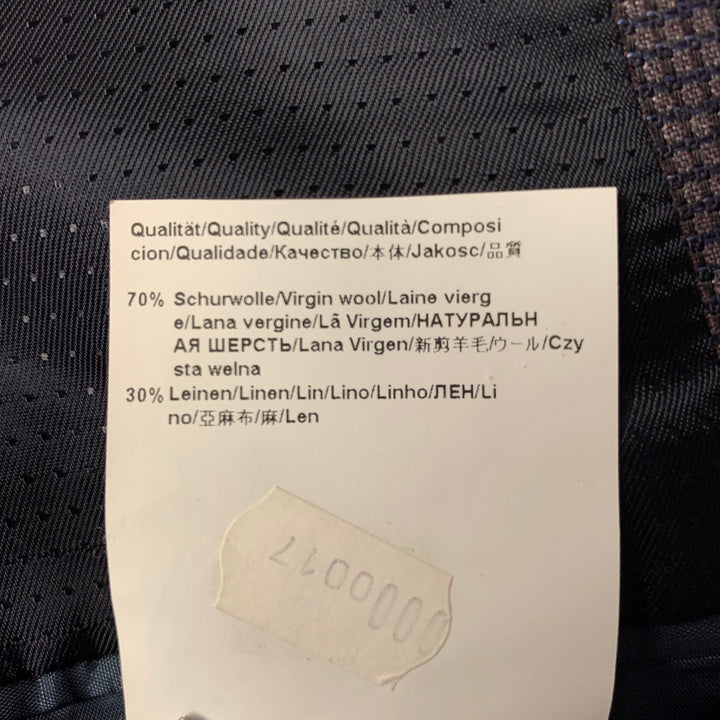 Qualität/Quality/Qualité/Qualità/Composi
cion/Qualidade/Качество/本体/Jakosc/品質
70% Schurwolle/Virgin wool/Laine vierg
e/Lana vergine/Lã Virgem/НАТУРАЛЬН
АЯ ШЕРСТЬ/Lana Virgen/新剪羊毛/ウール/Czy
sta welna
30% Leinen/Linen/Lin/Lino/Linho/ЛЕН/Li
no/亞麻布/麻/Len